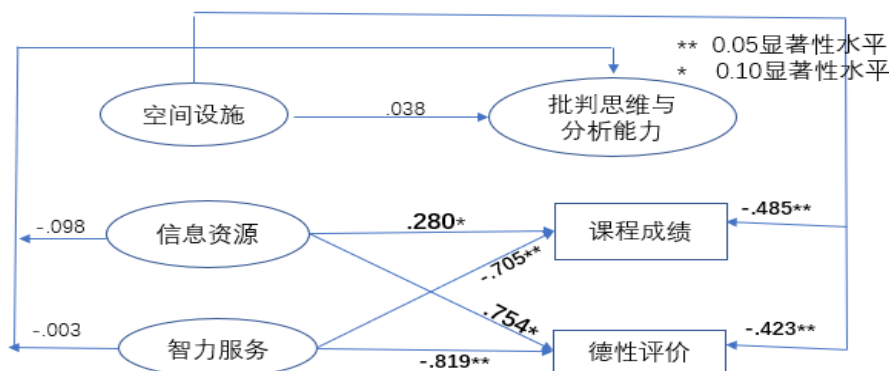 ** 0.05显著性水平
* 0.10显著性水平
空间设施
.038
批判思维与
分析能力
-.098
信息资源
.280*
课程成绩
-.485**
-.705**
.754*
-.003
智力服务
-.819**
德性评价
-.423**